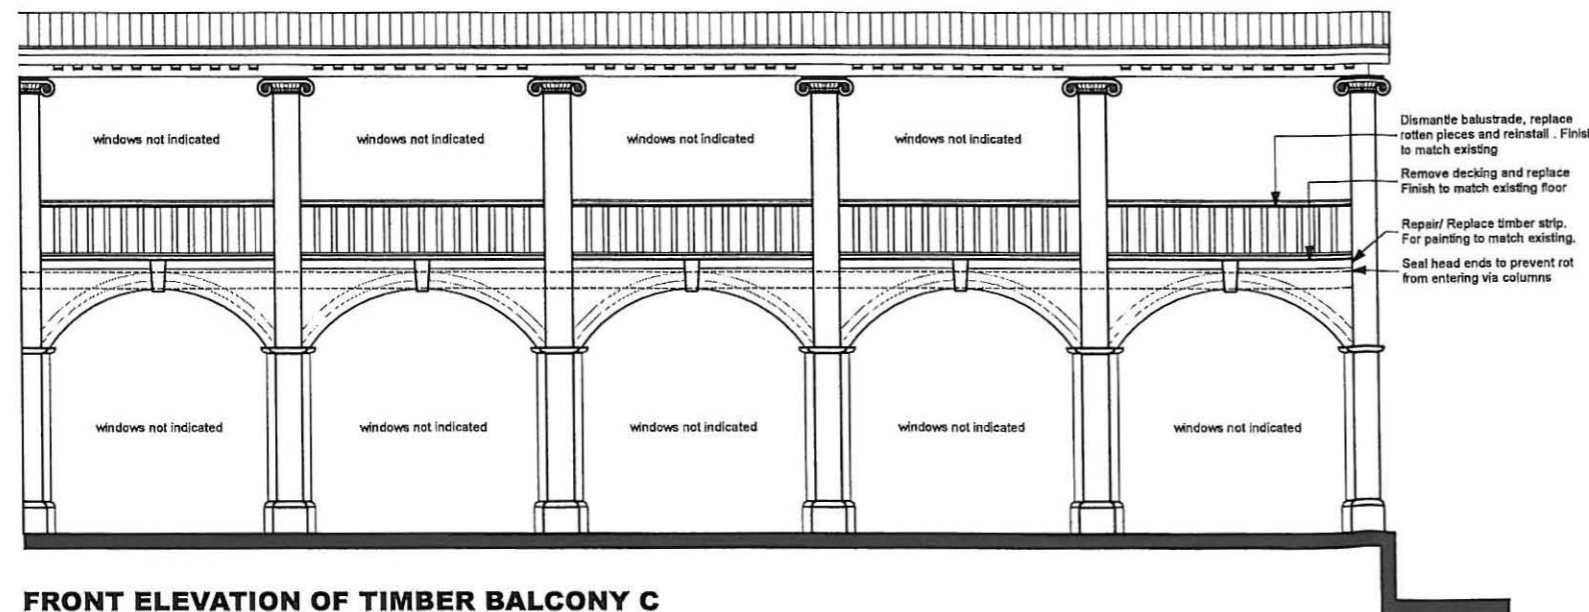 windows not indicated
windows not indicated
windows not indicated
windows not indicated
Dismantle balustrade, replace
rotten pieces and reinstall . Finish
to match existing
Remove decking and replace
Finish to match existing floor
Repair/ Replace timber strip.
For painting to match existing.
Seal head ends to prevent rot
from entering via columns
windows not indicated
windows not indicated
windows not indicated
windows not indicated
windows not indicated
FRONT ELEVATION OF TIMBER BALCONY C